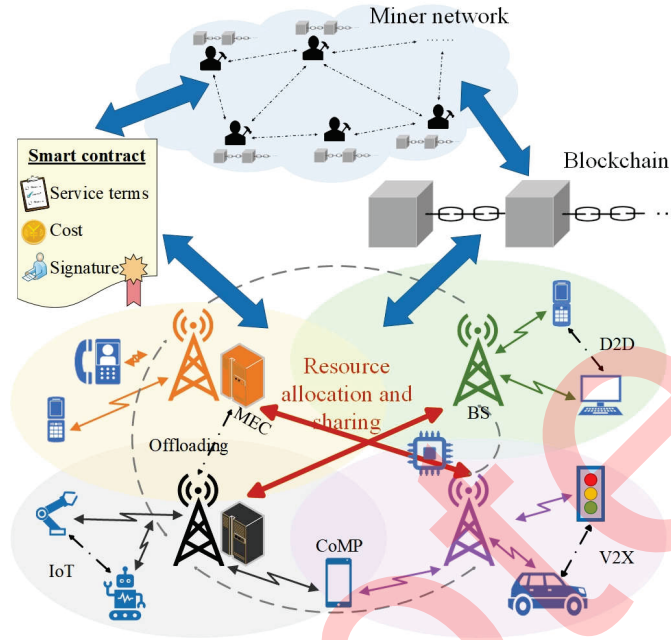 Miner network
Smart contract
Service terms
Cost
Signature
Blockchain
Resource
allocation and
sharing
MEC
Offloading
BS
D2D
IoT
CoMP
V2X